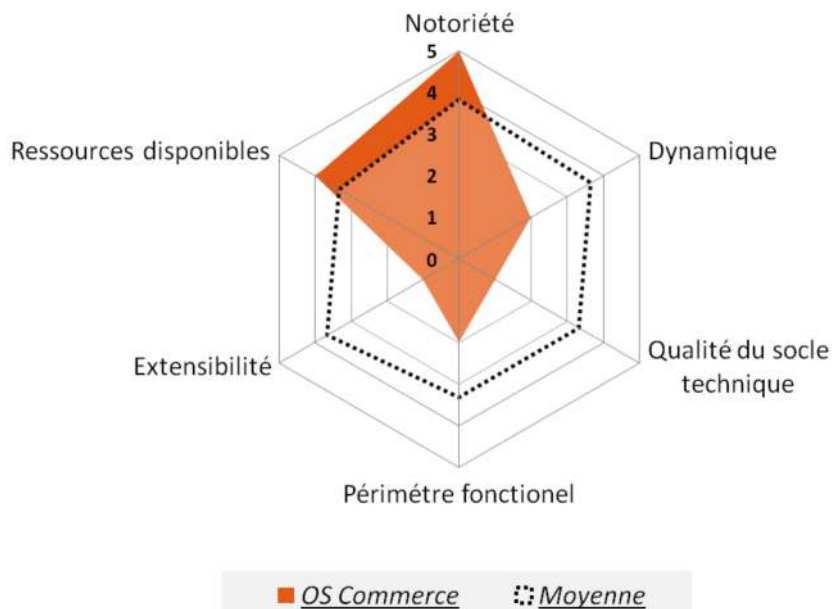 Notoriété
5
4
3
2
1
0
Ressources disponibles
Dynamique
Extensibilité
Qualité du socle
technique
Périmétre fonctionel
OS Commerce
Moyenne